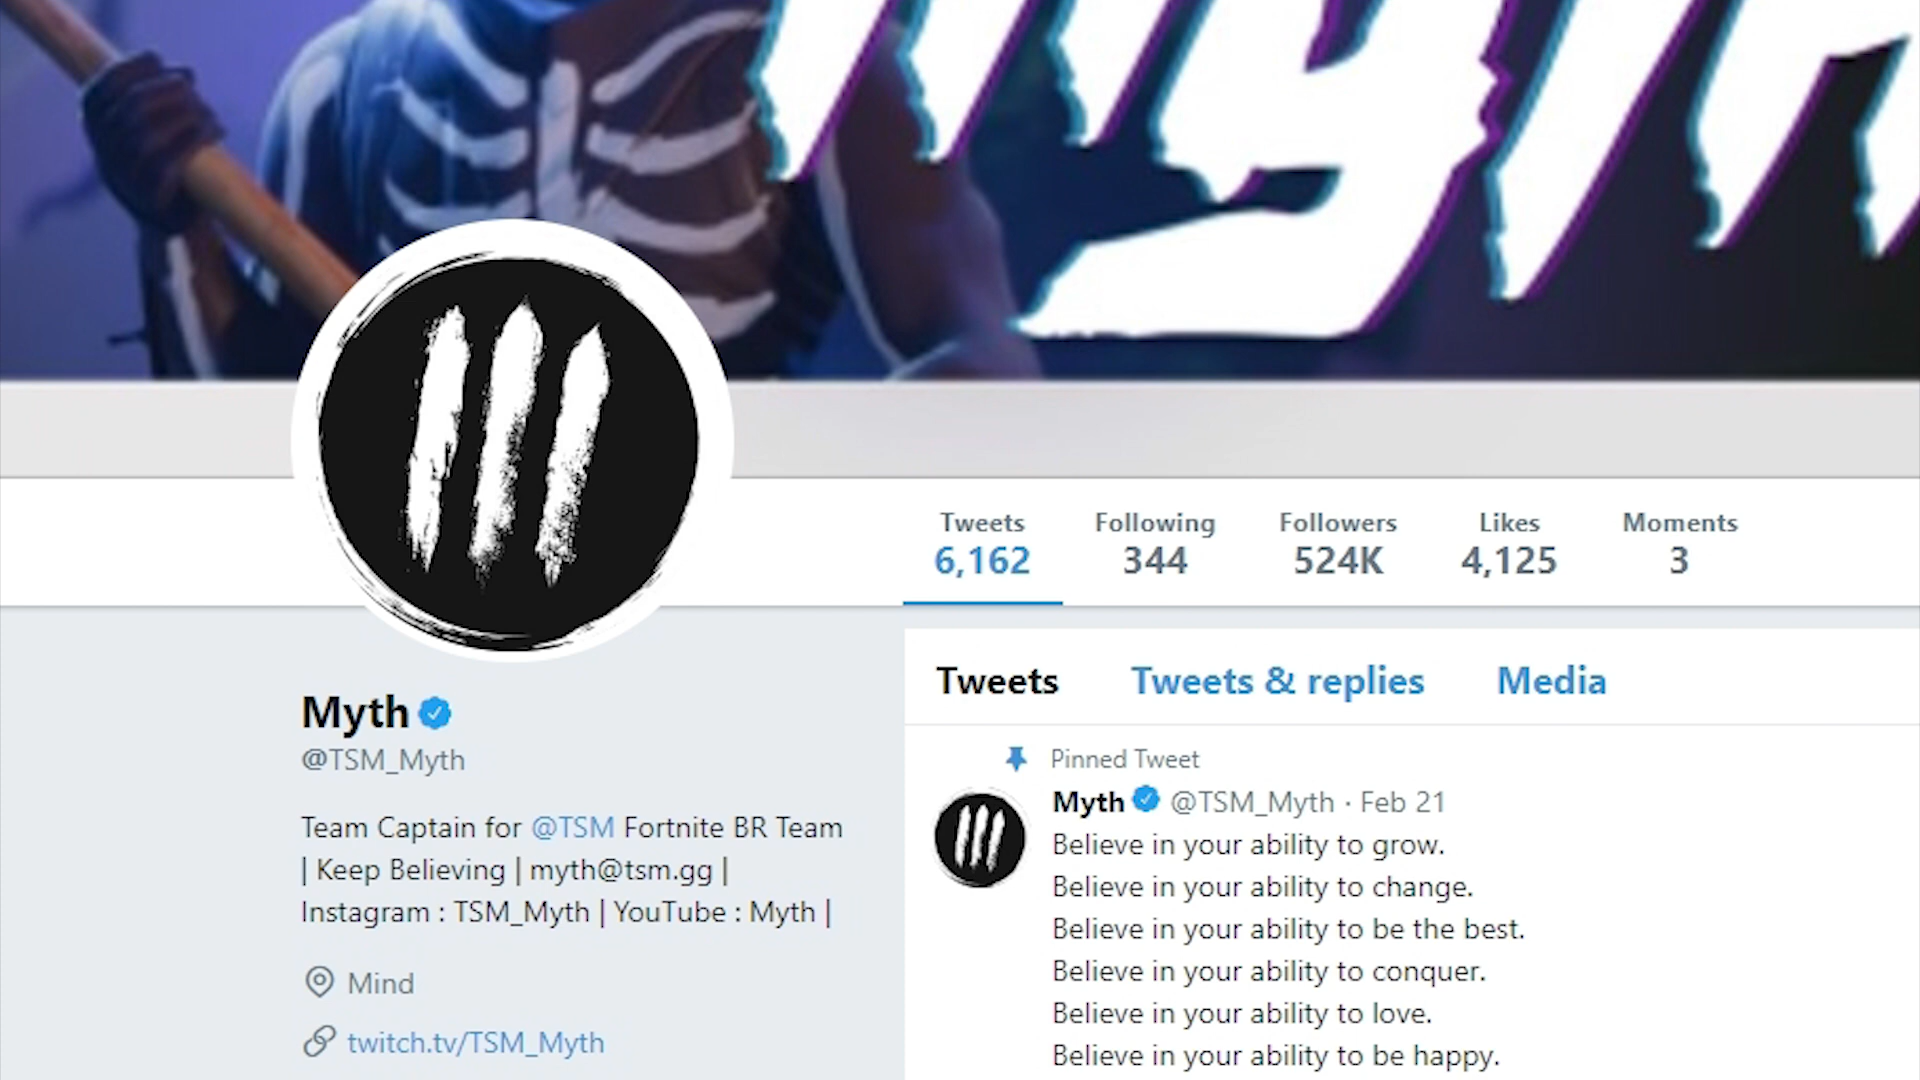 Myth
Tweets Following Followers Likes Moments
6,162 344 524K 4,125 3
Myth
@TSM_Myth
Team Captain for @TSM Fortnite BR Team
| Keep Believing | myth@tsm.gg |
Instagram : TSM_Myth | YouTube : Myth |
Mind
twitch.tv/TSM_Myth
Tweets Tweets & replies Media
Pinned Tweet
Myth @TSM_Myth · Feb 21
Believe in your ability to grow.
Believe in your ability to change.
Believe in your ability to be the best.
Believe in your ability to conquer.
Believe in your ability to love.
Believe in your ability to be happy.